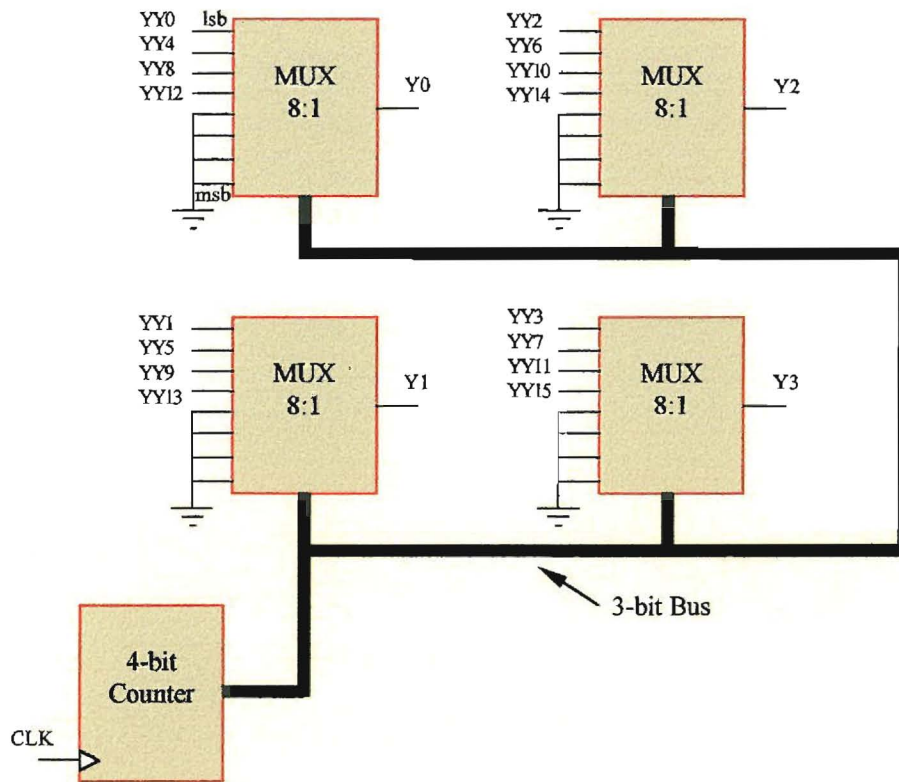 YY0 lsb
YY4
YY8
YY12
msb
MUX
8:1
Y0
YY2
YY6
YY10
YY14
MUX
8:1
Y2
YY1
YY5
YY9
YY13
MUX
8:1
Y1
YY3
YY7
YY11
YY15
MUX
8:1
Y3
3-bit Bus
4-bit
Counter
CLK